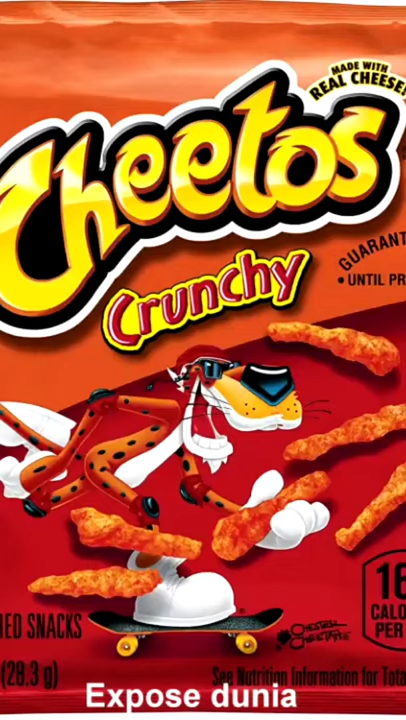 MADE WITH
REAL CHEESE!
Cheetos
Crunchy
GUARANT
• UNTIL PR
16
CALO
PER
IED SNACKS
(28.3 g)
CHESTER
CHEETAH
See Nutrition Information for Tota
Expose dunia